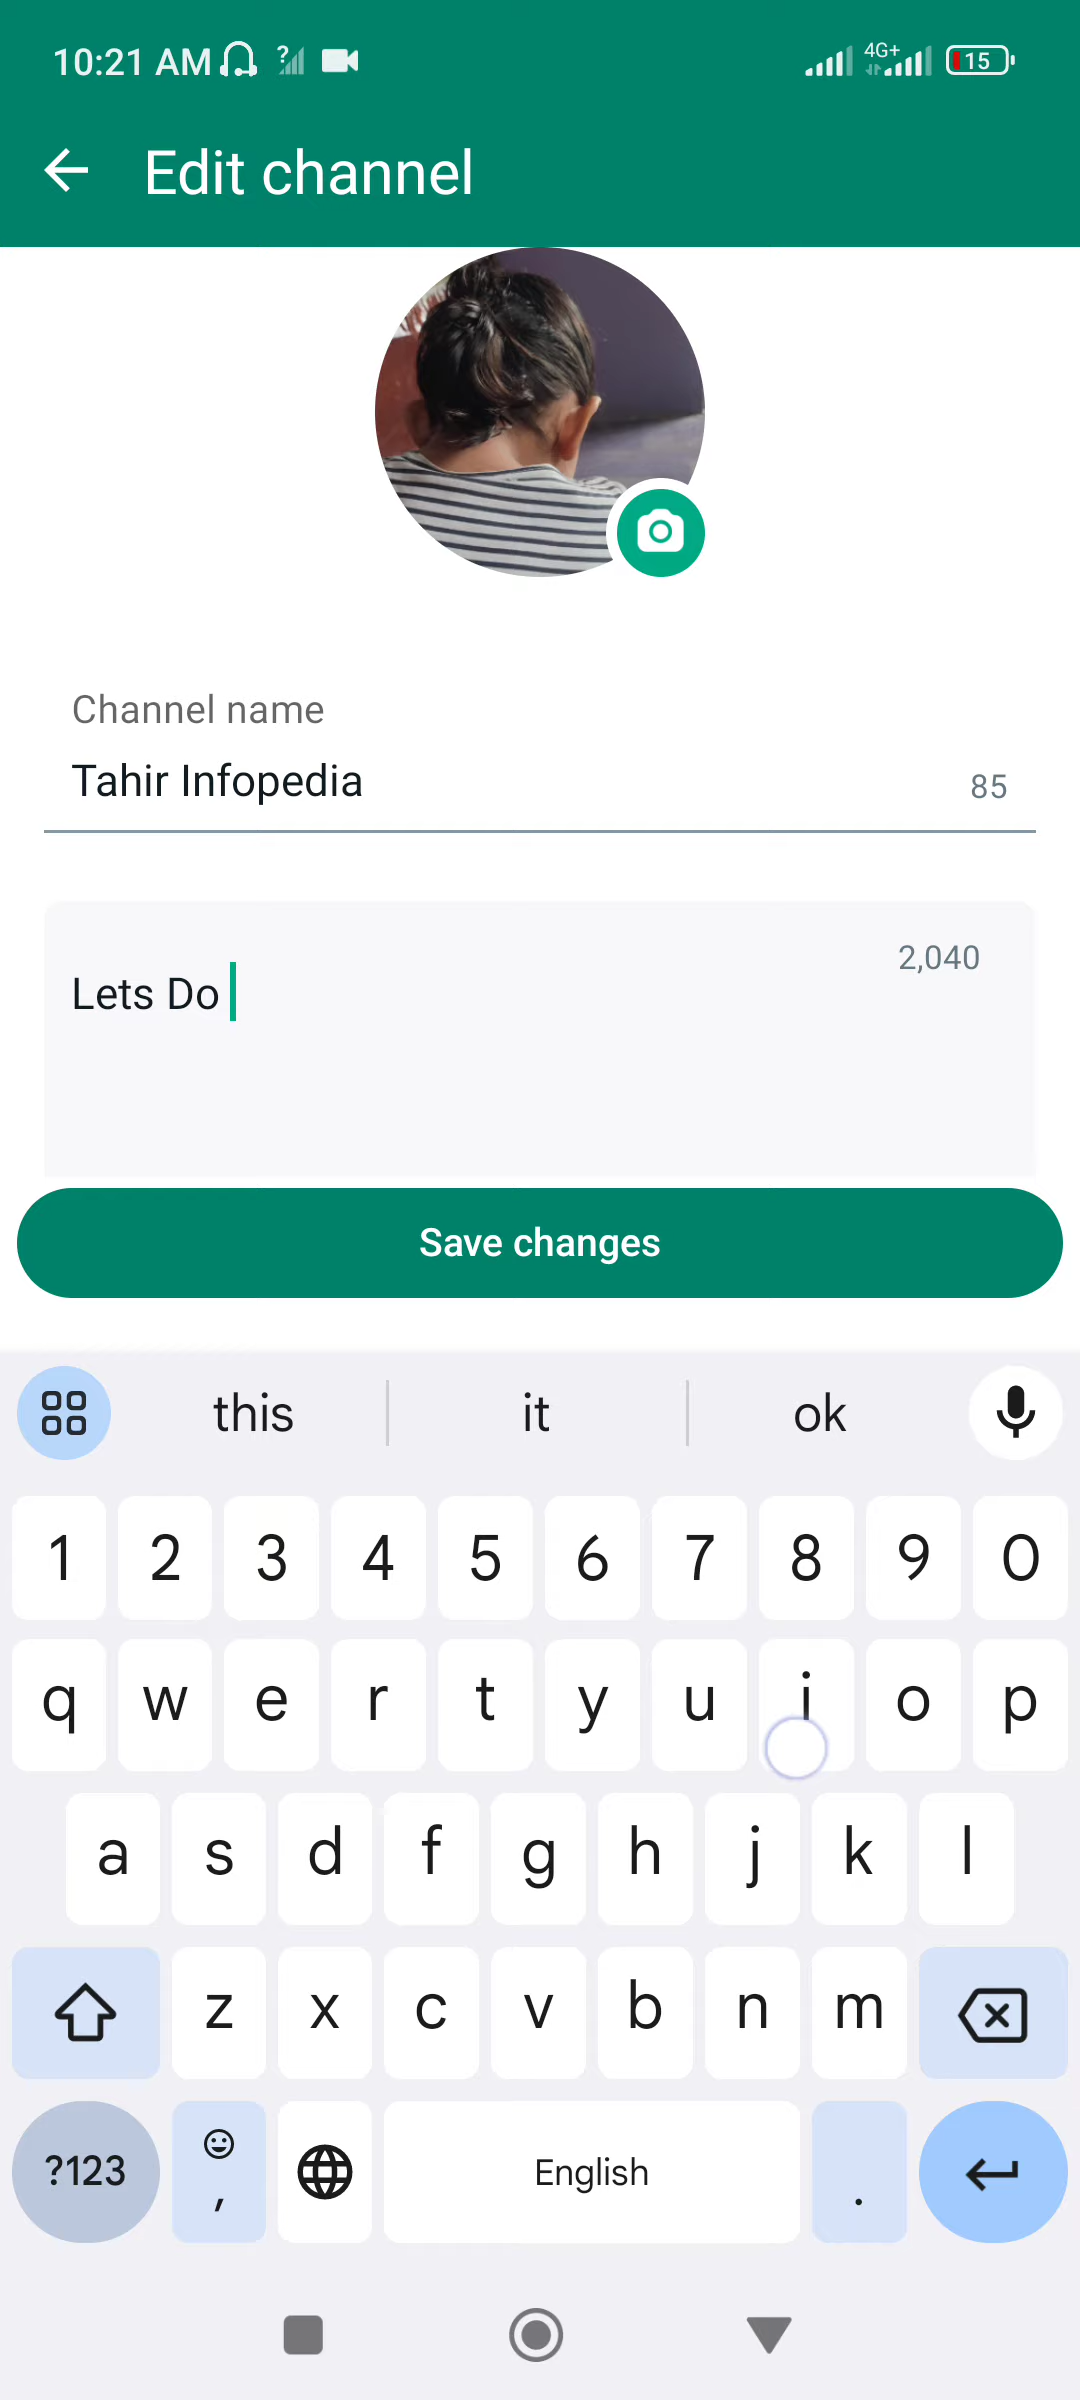 10:21 AM ? 4G+ 15
Edit channel
Channel name
Tahir Infopedia 85
2,040
Lets Do
Save changes
this it ok
1 2 3 4 5 6 7 8 9 0
q w e r t y u i o p
a s d f g h j k l
z x c v b n m
?123 , English .